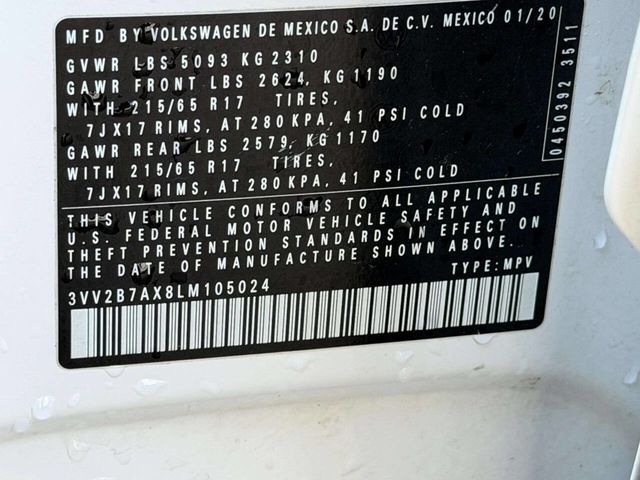 MFD BY VOLKSWAGEN DE MEXICO S.A. DE C.V. MEXICO 01/20
GVWR LBS 5093 KG 2310
GAWR FRONT LBS 2624, KG 1190
WITH 215/65 R17 TIRES,
7JX17 RIMS, AT 280 KPA, 41 PSI COLD
GAWR REAR LBS 2579, KG 1170
WITH 215/65 R17 TIRES,
7JX17 RIMS, AT 280 KPA, 41 PSI COLD
THIS VEHICLE CONFORMS TO ALL APPLICABLE
U.S. FEDERAL MOTOR VEHICLE SAFETY AND
THEFT PREVENTION STANDARDS IN EFFECT ON
THE DATE OF MANUFACTURE SHOWN ABOVE.
3VV2B7AX8LM105024 TYPE: MPV
0450392 3511